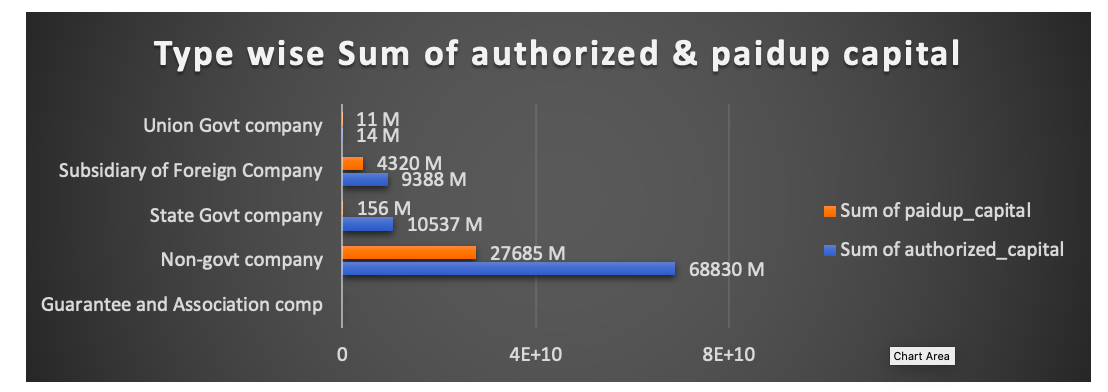 Type wise Sum of authorized & paidup capital
Union Govt company
11 M
14 M
Subsidiary of Foreign Company
4320 M
9388 M
State Govt company
156 M
10537 M
Non-govt company
27685 M
68830 M
Guarantee and Association comp
0
4E+10
8E+10
Sum of paidup_capital
Sum of authorized_capital
Chart Area